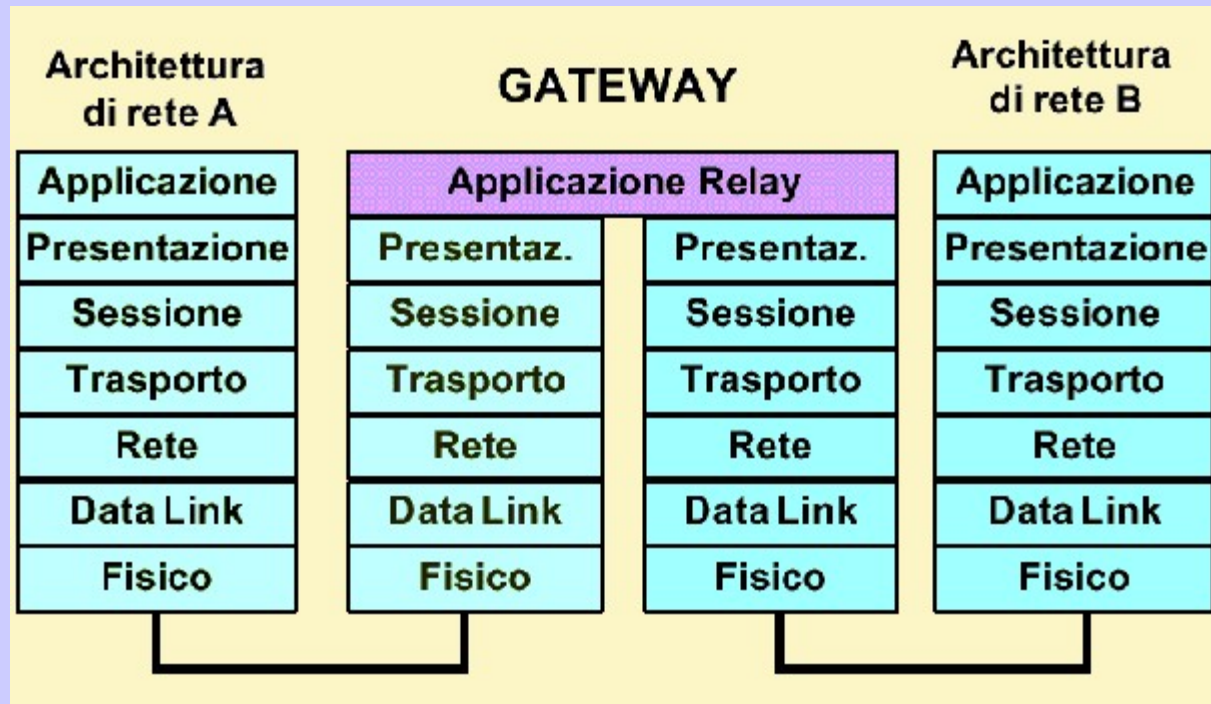 Architettura
di rete A
GATEWAY
Architettura
di rete B
Applicazione
Applicazione Relay
Applicazione
Presentazione
Presentaz.
Presentaz.
Presentazione
Sessione
Sessione
Sessione
Sessione
Trasporto
Trasporto
Trasporto
Trasporto
Rete
Rete
Rete
Rete
Data Link
Data Link
Data Link
Data Link
Fisico
Fisico
Fisico
Fisico